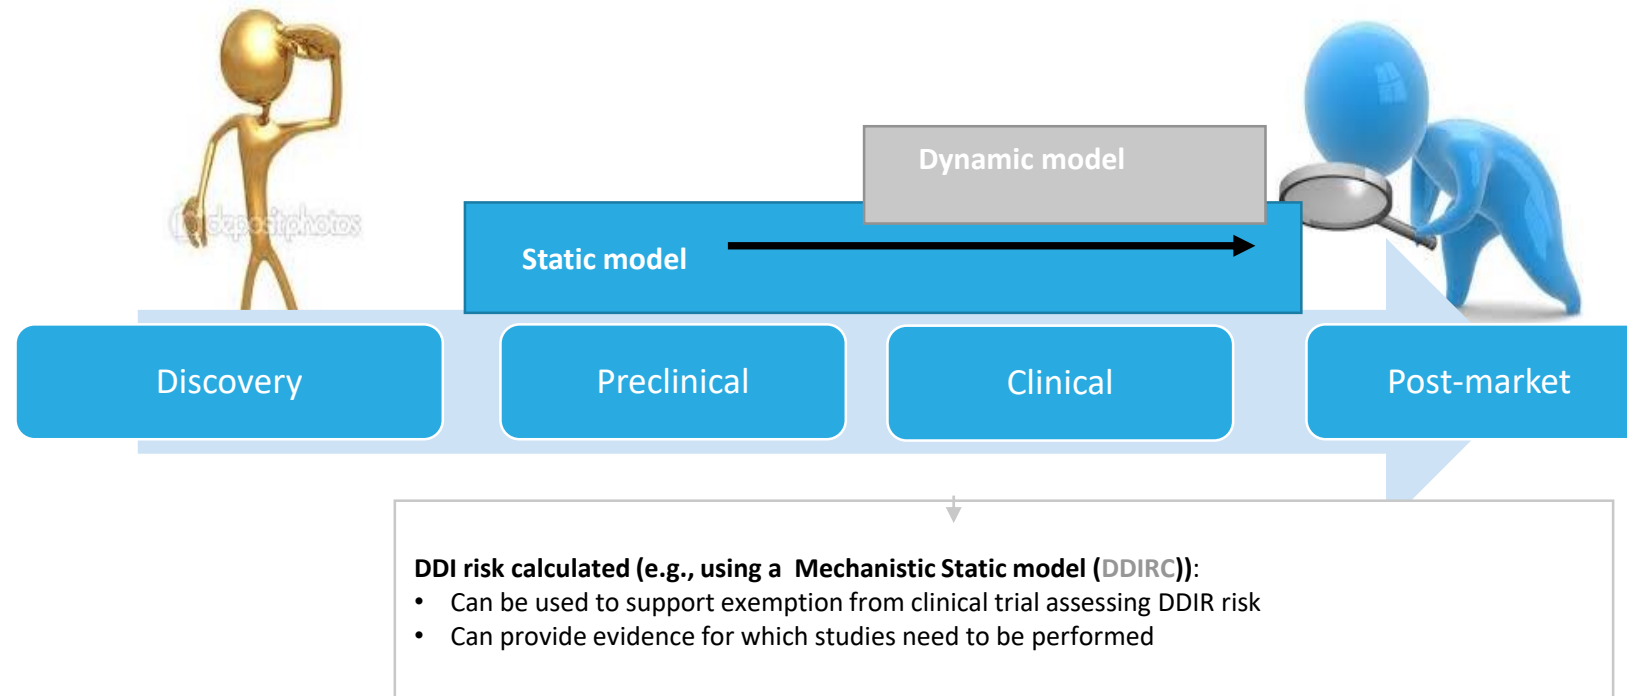 Dynamic model
depositphotos
Static model
Discovery
Preclinical
Clinical
Post-market
DDI risk calculated (e.g., using a Mechanistic Static model (DDIRC)):
• Can be used to support exemption from clinical trial assessing DDIR risk
• Can provide evidence for which studies need to be performed